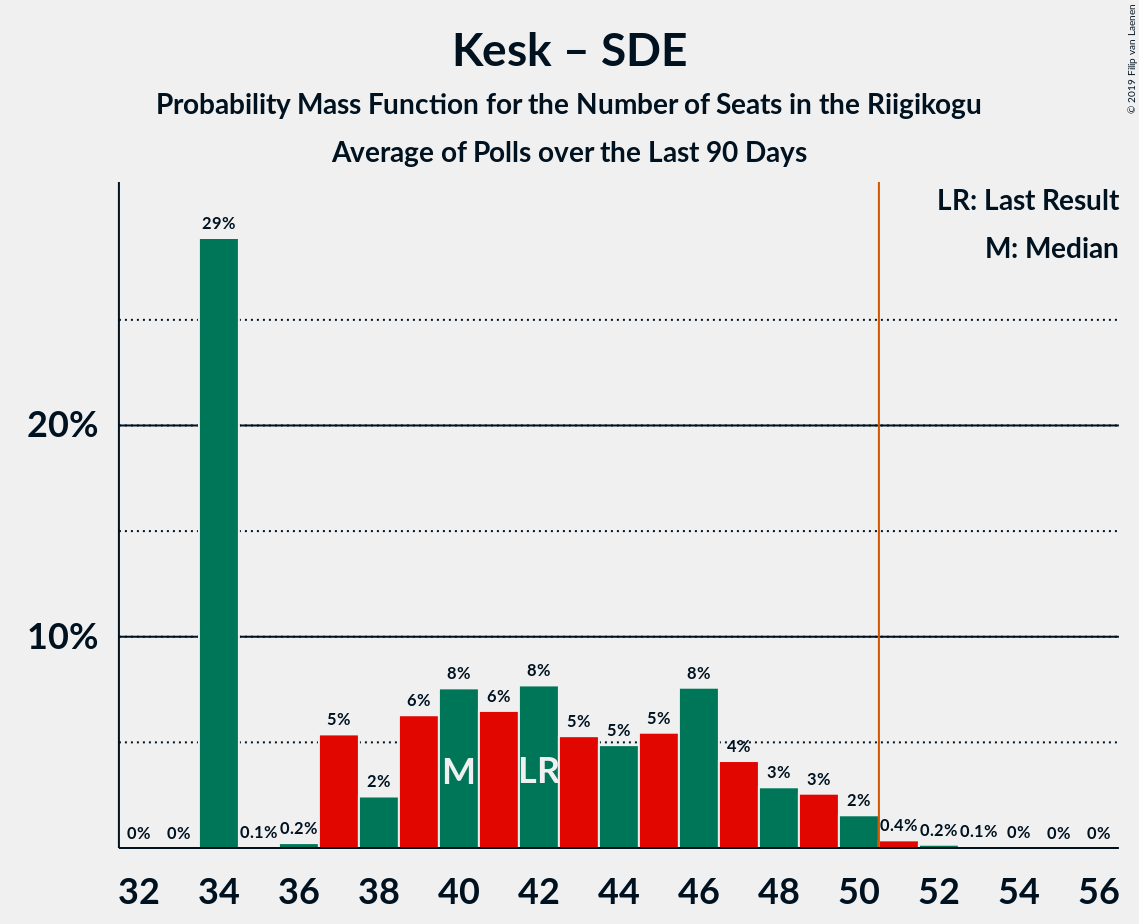 Kesk – SDE
Probability Mass Function for the Number of Seats in the Riigikogu
Average of Polls over the Last 90 Days
© 2019 Filip van Laenen
LR: Last Result
M: Median
20%
10%
0% 0% 29% 0.1% 0.2% 5% 2% 6% 8% 6% 8% 5% 5% 5% 8% 4% 3% 3% 2% 0.4% 0.2% 0.1% 0% 0% 0%
M LR
32 34 36 38 40 42 44 46 48 50 52 54 56